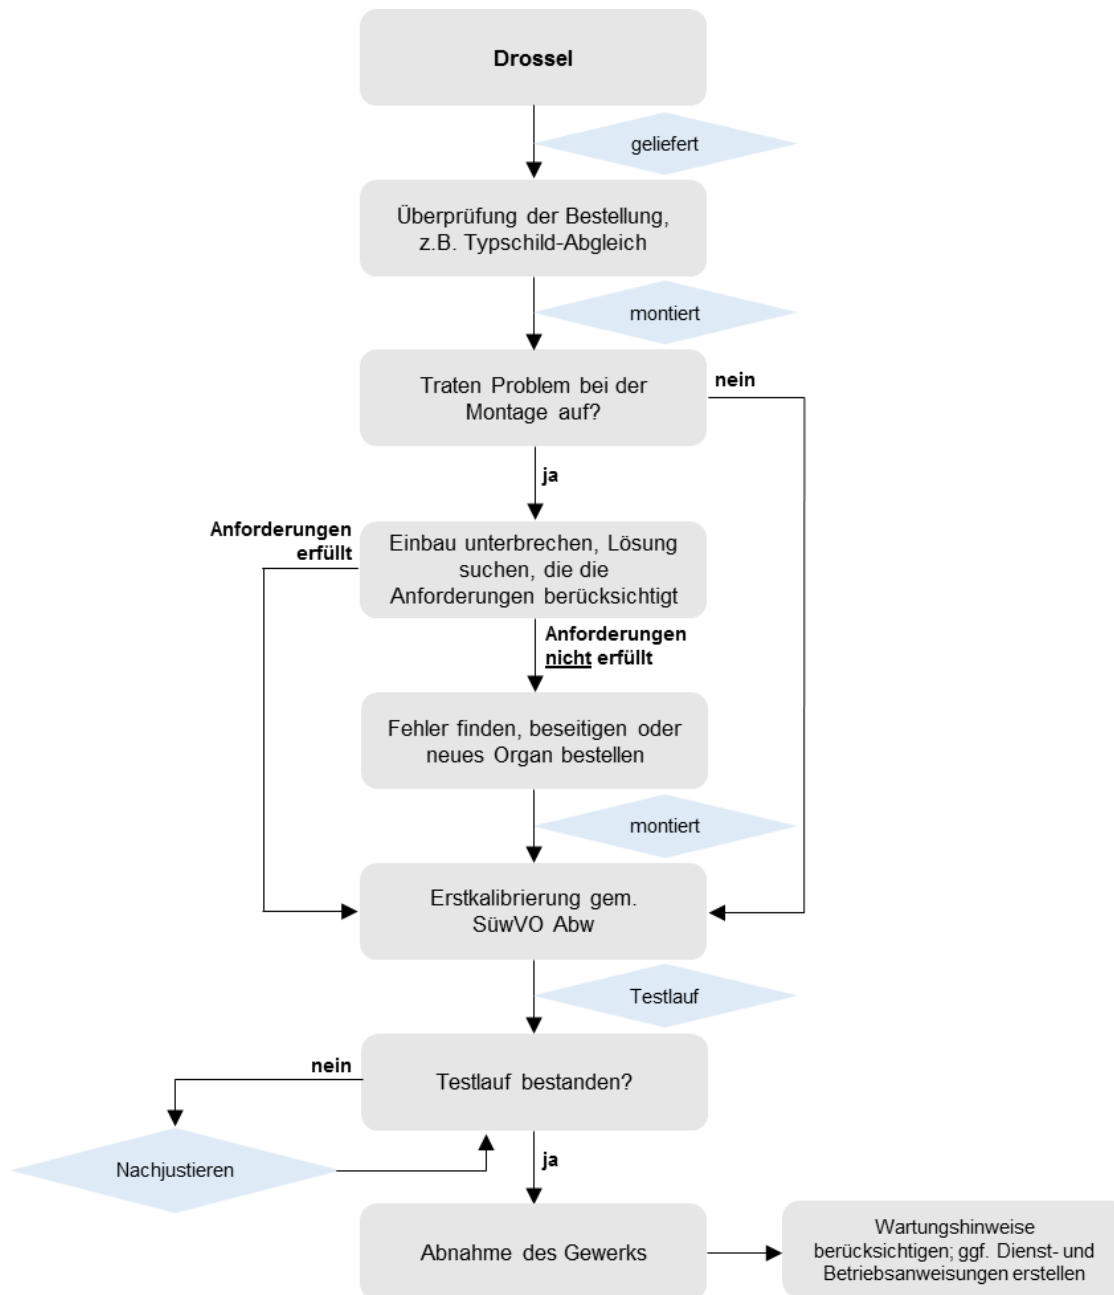 Drossel
geliefert
Überprüfung der Bestellung,
z.B. Typschild-Abgleich
montiert
Traten Problem bei der
Montage auf?
nein
ja
Anforderungen
erfüllt
Einbau unterbrechen, Lösung
suchen, die die
Anforderungen berücksichtigt
Anforderungen
nicht erfüllt
Fehler finden, beseitigen oder
neues Organ bestellen
montiert
Erstkalibrierung gem.
SüwVO Abw
Testlauf
nein
Testlauf bestanden?
Nachjustieren
ja
Abnahme des Gewerks
Wartungshinweise
berücksichtigen; ggf. Dienst- und
Betriebsanweisungen erstellen